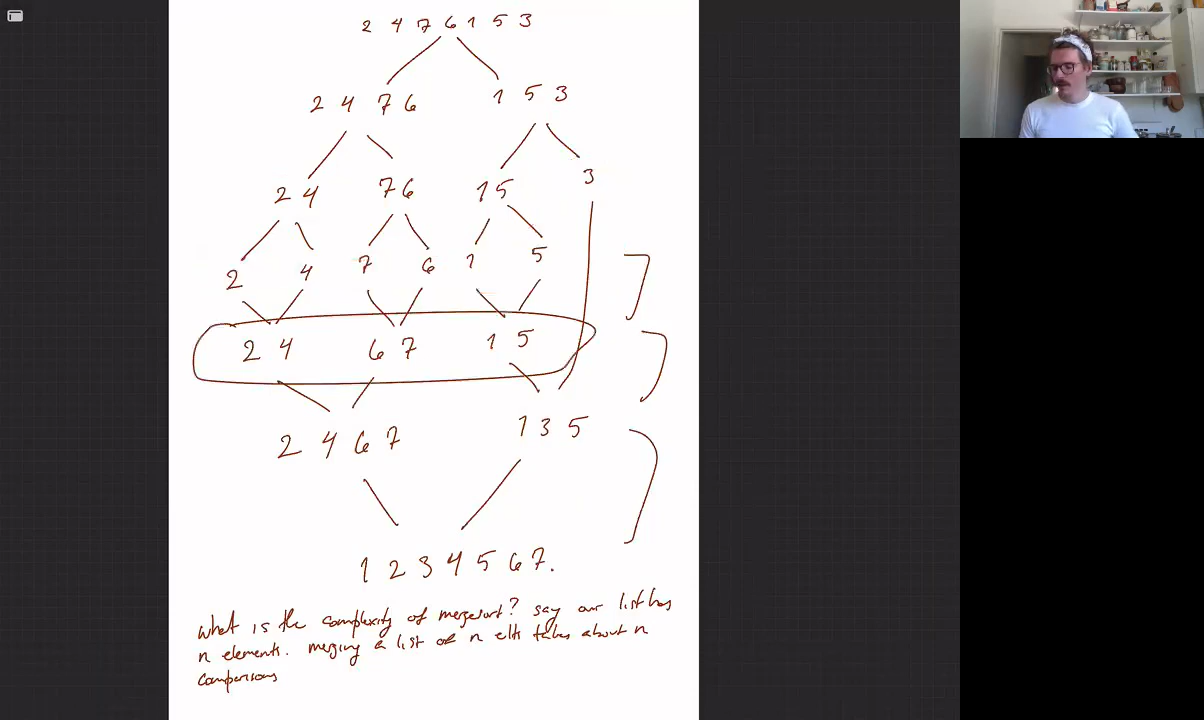 2 4 7 6 1 5 3
2 4 7 6 1 5 3
2 4 7 6 1 5 3
2 4 7 6 1 5
2 4 6 7 1 5
2 4 6 7 1 3 5
1 2 3 4 5 6 7.
What is the complexity of mergesort? say our list has
n elements. merging a list of n elts takes about n
comparisons